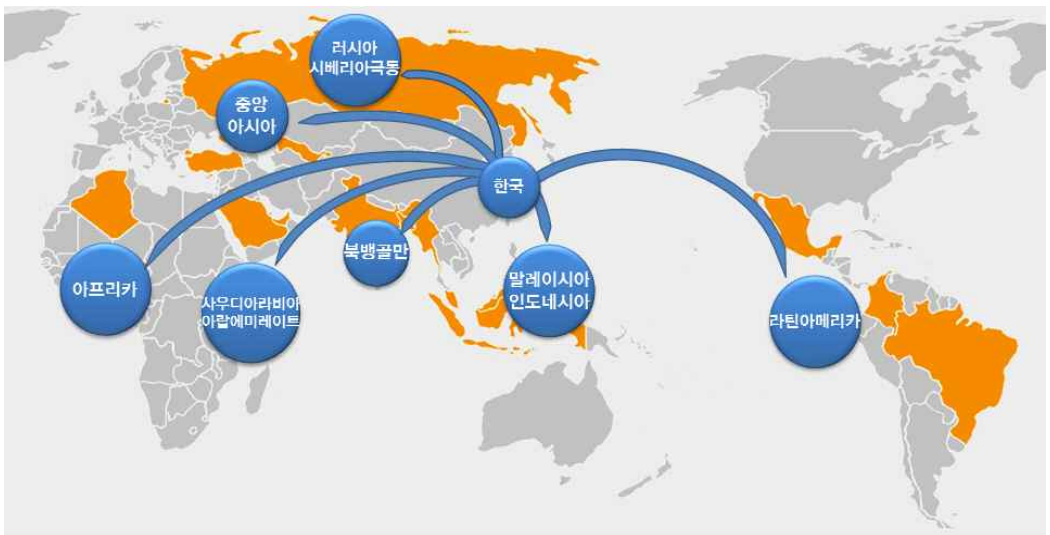 러시아
시베리아극동
중앙
아시아
한국
북뱅골만
아프리카
사우디아라비아
아랍에미레이트
말레이시아
인도네시아
라틴아메리카